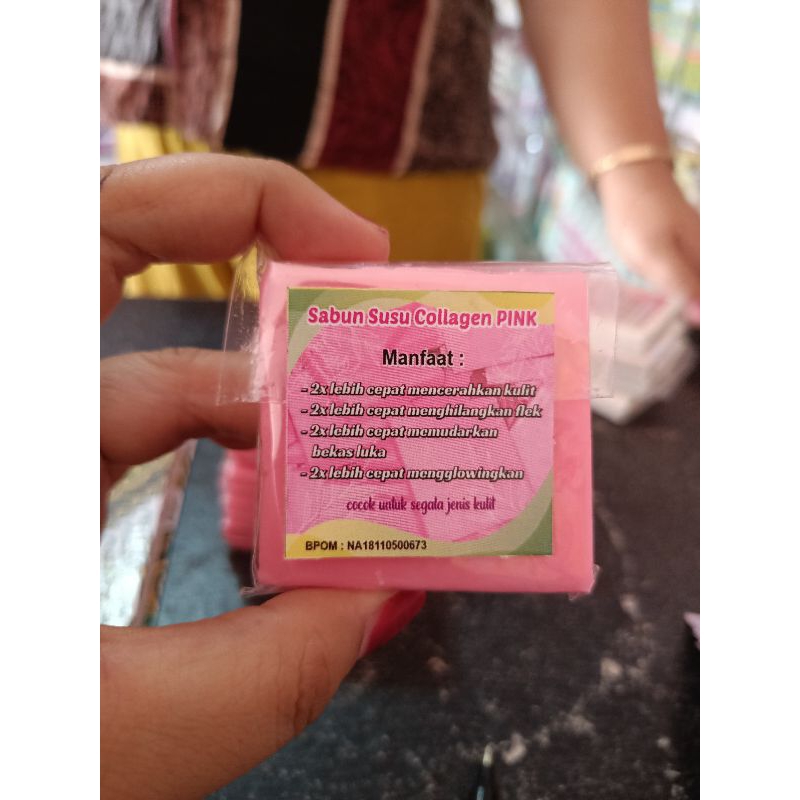 Sabun Susu Collagen PINK
Manfaat :
- 2x lebih cepat mencerahkan kulit
- 2x lebih cepat menghilangkan flek
- 2x lebih cepat memudarkan
bekas luka
- 2x lebih cepat mengglowingkan
cocok untuk segala jenis kulit
BPOM : NA18110500673